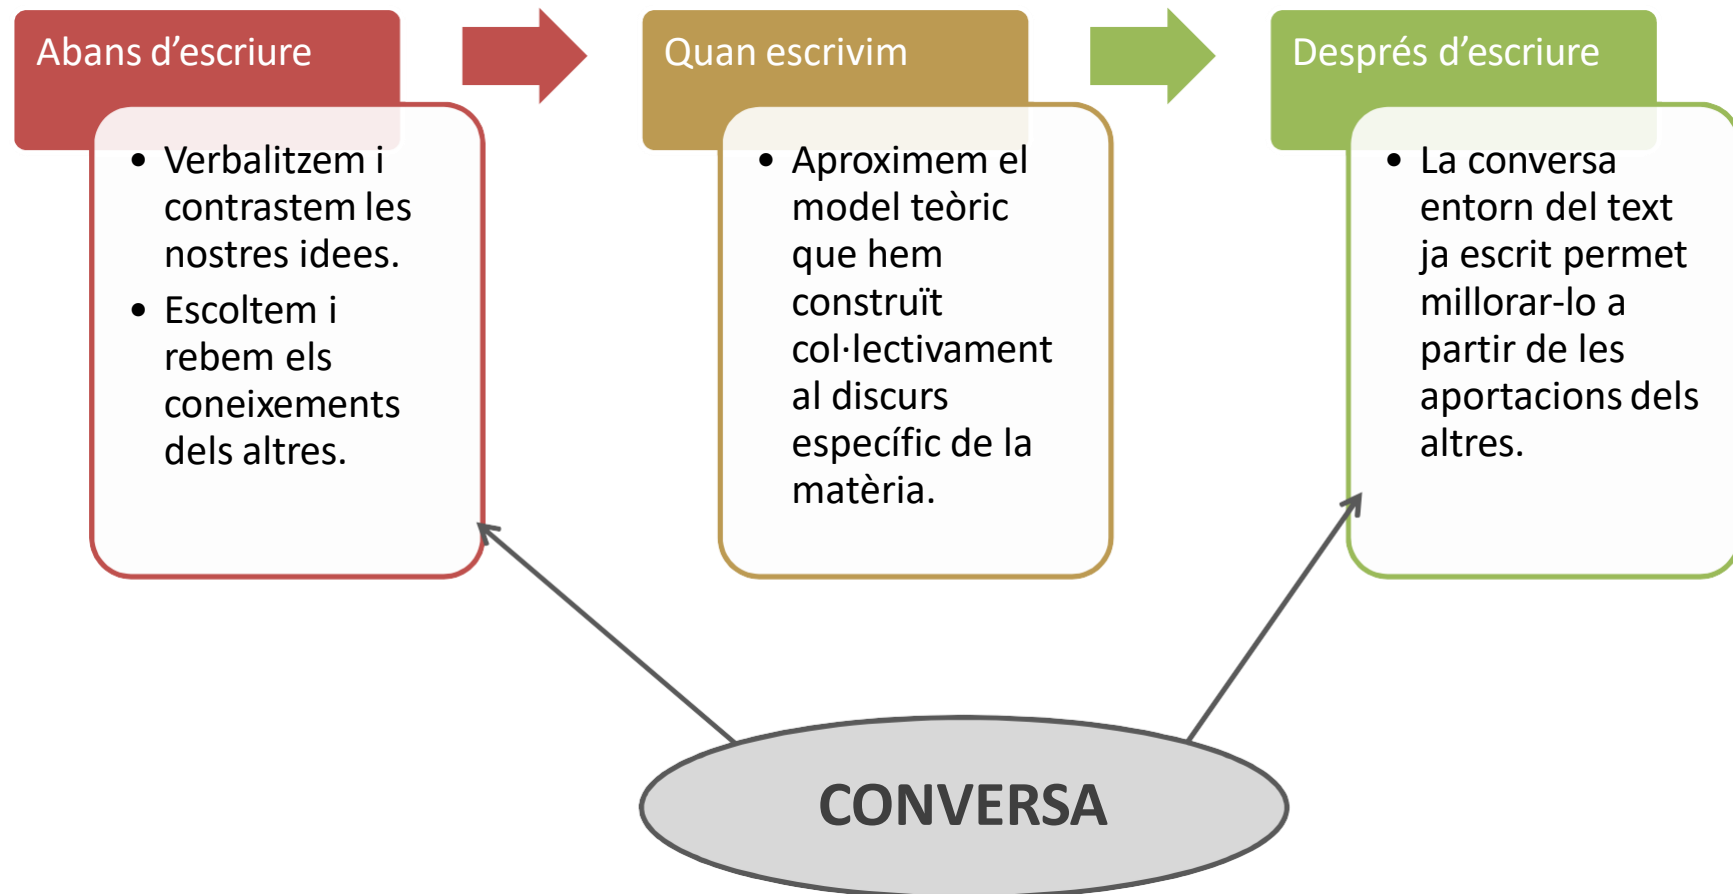 Abans d’escriure
• Verbalitzem i
contrastem les
nostres idees.
• Escoltem i
rebem els
coneixements
dels altres.
Quan escrivim
• Aproximem el
model teòric
que hem
construït
col·lectivament
al discurs
específic de la
matèria.
Després d’escriure
• La conversa
entorn del text
ja escrit permet
millorar-lo a
partir de les
aportacions dels
altres.
CONVERSA